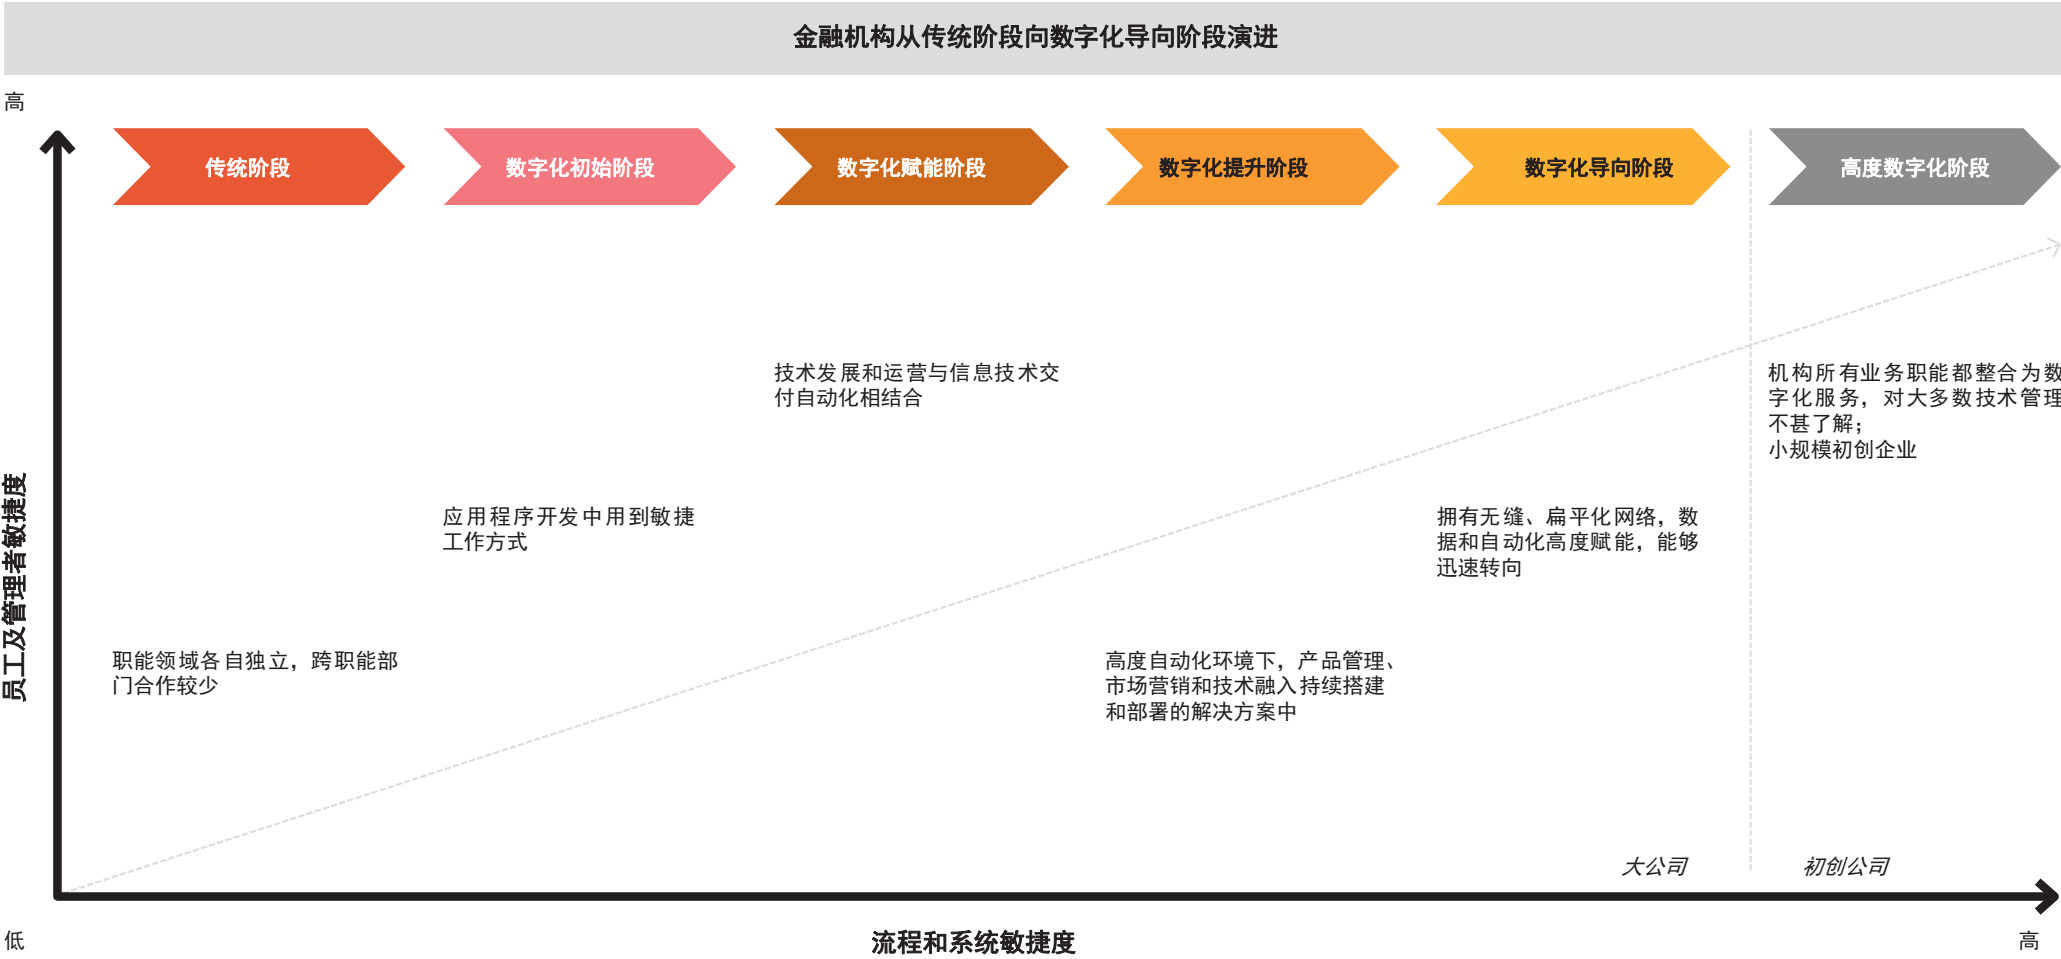 金融机构从传统阶段向数字化导向阶段演进
高
传统阶段
数字化初始阶段
数字化赋能阶段
数字化提升阶段
数字化导向阶段
高度数字化阶段
技术发展和运营与信息技术交
付自动化相结合
机构所有业务职能都整合为数
字化服务，对大多数技术管理
不甚了解；
小规模初创企业
应用程序开发中用到敏捷
工作方式
拥有无缝、扁平化网络，数
据和自动化高度赋能，能够
迅速转向
职能领域各自独立，跨职能部
门合作较少
高度自动化环境下，产品管理、
市场营销和技术融入持续搭建
和部署的解决方案中
员工及管理者敏捷度
大公司
初创公司
低
流程和系统敏捷度
高